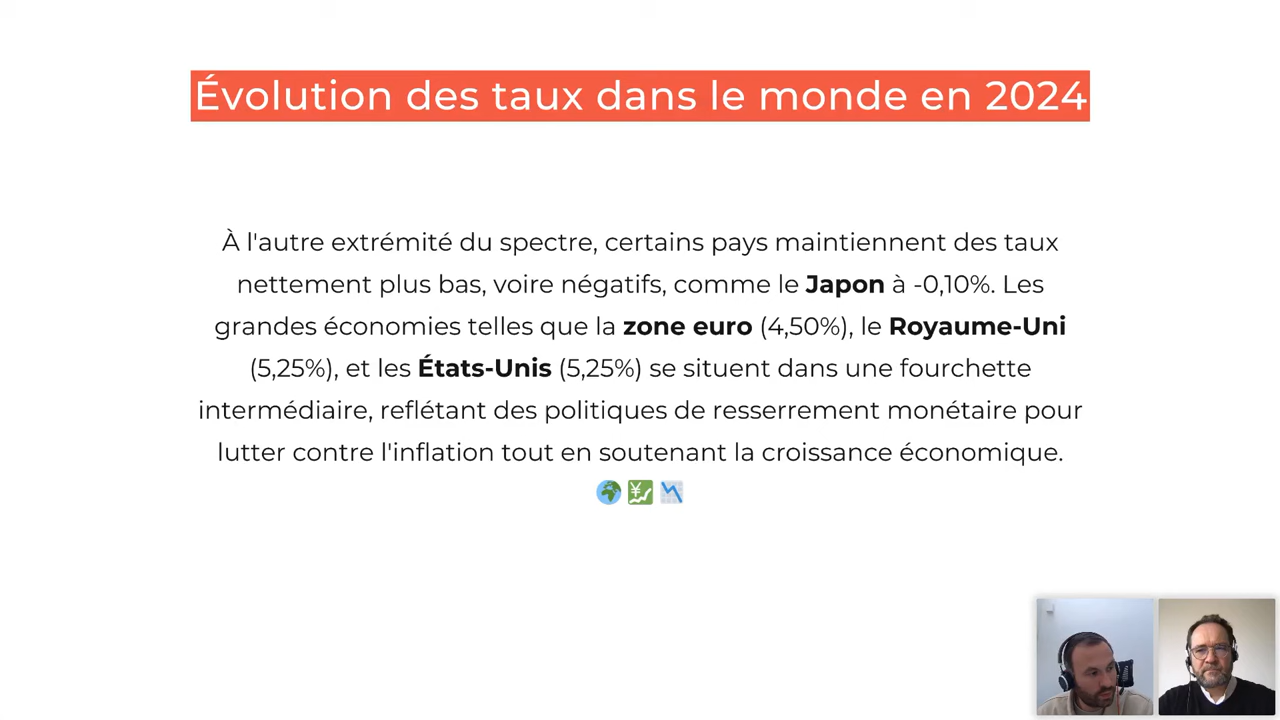 Évolution des taux dans le monde en 2024
À l'autre extrémité du spectre, certains pays maintiennent des taux
nettement plus bas, voire négatifs, comme le Japon à -0,10%. Les
grandes économies telles que la zone euro (4,50%), le Royaume-Uni
(5,25%), et les États-Unis (5,25%) se situent dans une fourchette
intermédiaire, reflétant des politiques de resserrement monétaire pour
lutter contre l'inflation tout en soutenant la croissance économique.
🌍 💹 📉